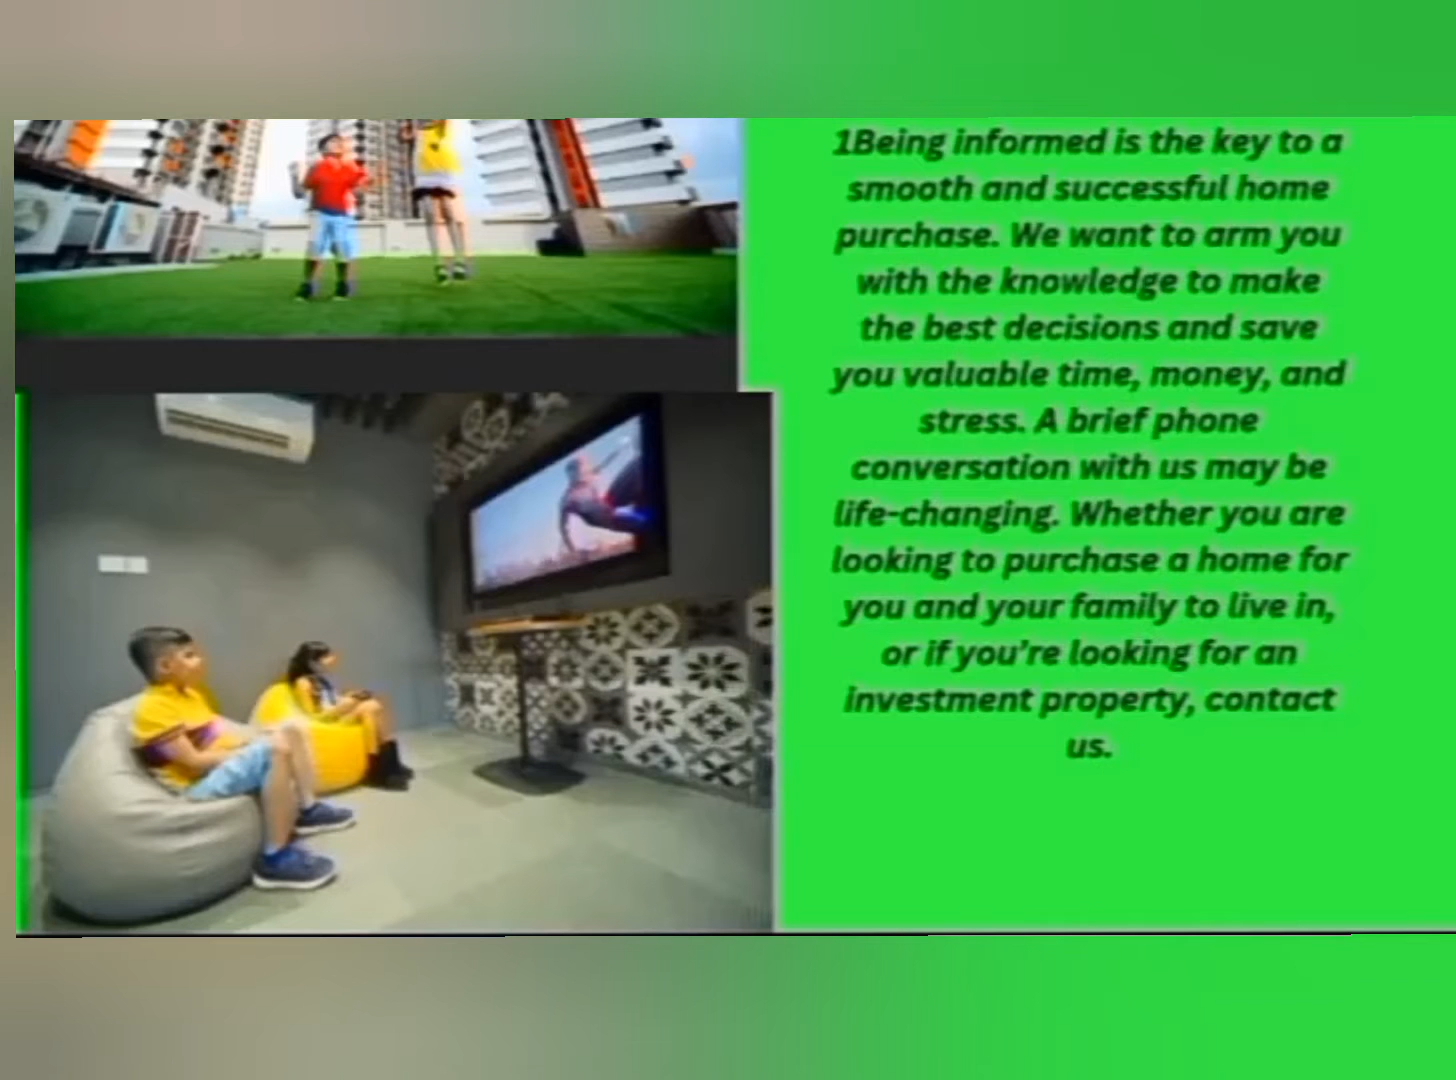 1Being informed is the key to a
smooth and successful home
purchase. We want to arm you
with the knowledge to make
the best decisions and save
you valuable time, money, and
stress. A brief phone
conversation with us may be
life-changing. Whether you are
looking to purchase a home for
you and your family to live in,
or if you're looking for an
investment property, contact
us.